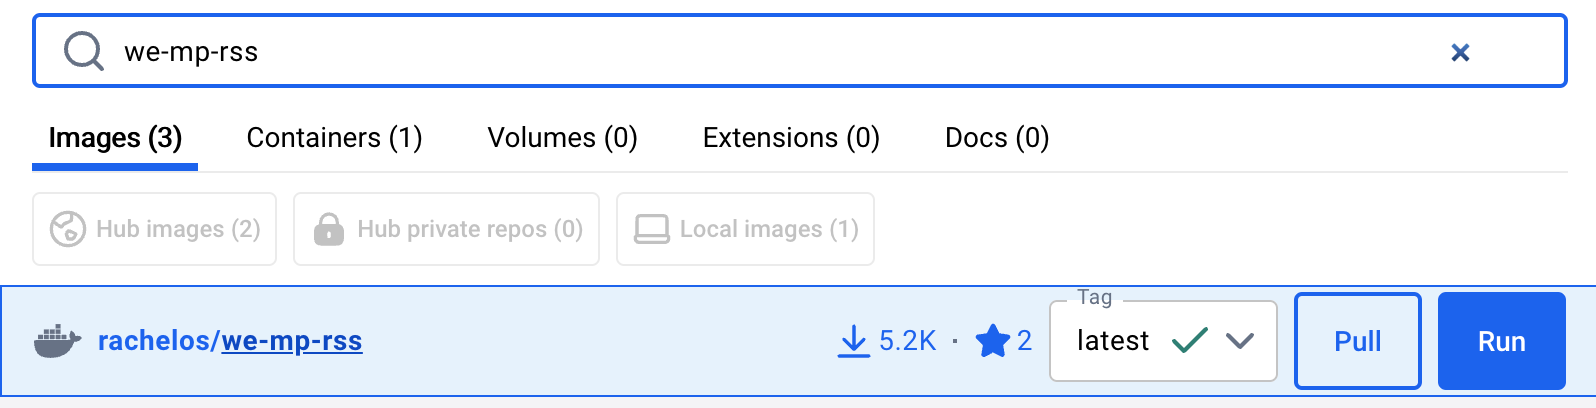 we-mp-rss
Images (3) Containers (1) Volumes (0) Extensions (0) Docs (0)
Hub images (2) Hub private repos (0) Local images (1)
Tag
rachelos/we-mp-rss 5.2K · 2 latest Pull Run